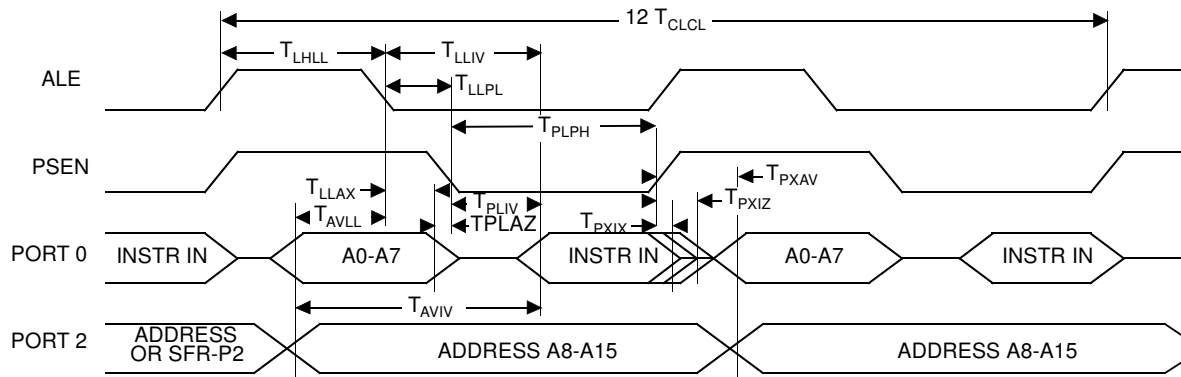 12 TCLCL
TLHLL TLLIV
ALE
TLLPL
TPLPH
PSEN
TLLAX TPXAV
TPLIV TPXIZ
TAVLL TPLAZ TPXIX
PORT 0 INSTR IN A0-A7 INSTR IN A0-A7 INSTR IN
TAVIV
PORT 2 ADDRESS
OR SFR-P2 ADDRESS A8-A15 ADDRESS A8-A15